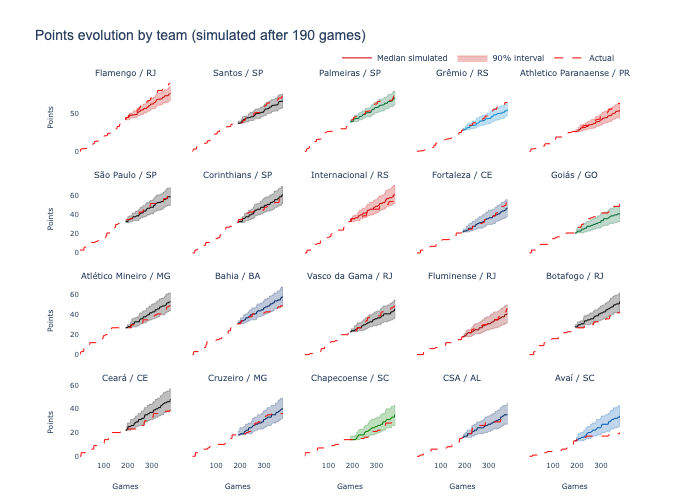 Points evolution by team (simulated after 190 games)
Median simulated 90% interval Actual
Flamengo / RJ Santos / SP Palmeiras / SP Grêmio / RS Athletico Paranaense / PR
Points
50
0
São Paulo / SP Corinthians / SP Internacional / RS Fortaleza / CE Goiás / GO
Points
60
40
20
0
Atlético Mineiro / MG Bahia / BA Vasco da Gama / RJ Fluminense / RJ Botafogo / RJ
Points
60
40
20
0
Ceará / CE Cruzeiro / MG Chapecoense / SC CSA / AL Avaí / SC
Points
60
40
20
0
100 200 300 100 200 300 100 200 300 100 200 300 100 200 300
Games Games Games Games Games